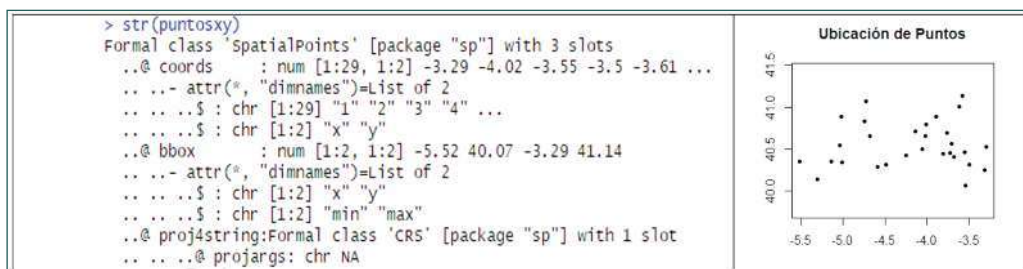 > str(puntosxy)
Formal class 'SpatialPoints' [package "sp"] with 3 slots
..@ coords : num [1:29, 1:2] -3.29 -4.02 -3.55 -3.5 -3.61 ...
.. ..- attr(*, "dimnames")=List of 2
.. .. ..$ : chr [1:29] "1" "2" "3" "4" ...
.. .. ..$ : chr [1:2] "x" "y"
..@ bbox : num [1:2, 1:2] -5.52 40.07 -3.29 41.14
.. ..- attr(*, "dimnames")=List of 2
.. .. ..$ : chr [1:2] "x" "y"
.. .. ..$ : chr [1:2] "min" "max"
..@ proj4string:Formal class 'CRS' [package "sp"] with 1 slot
.. .. ..@ projargs: chr NA
Ubicación de Puntos
41.5
41.0
40.5
40.0
-5.5 -5.0 -4.5 -4.0 -3.5